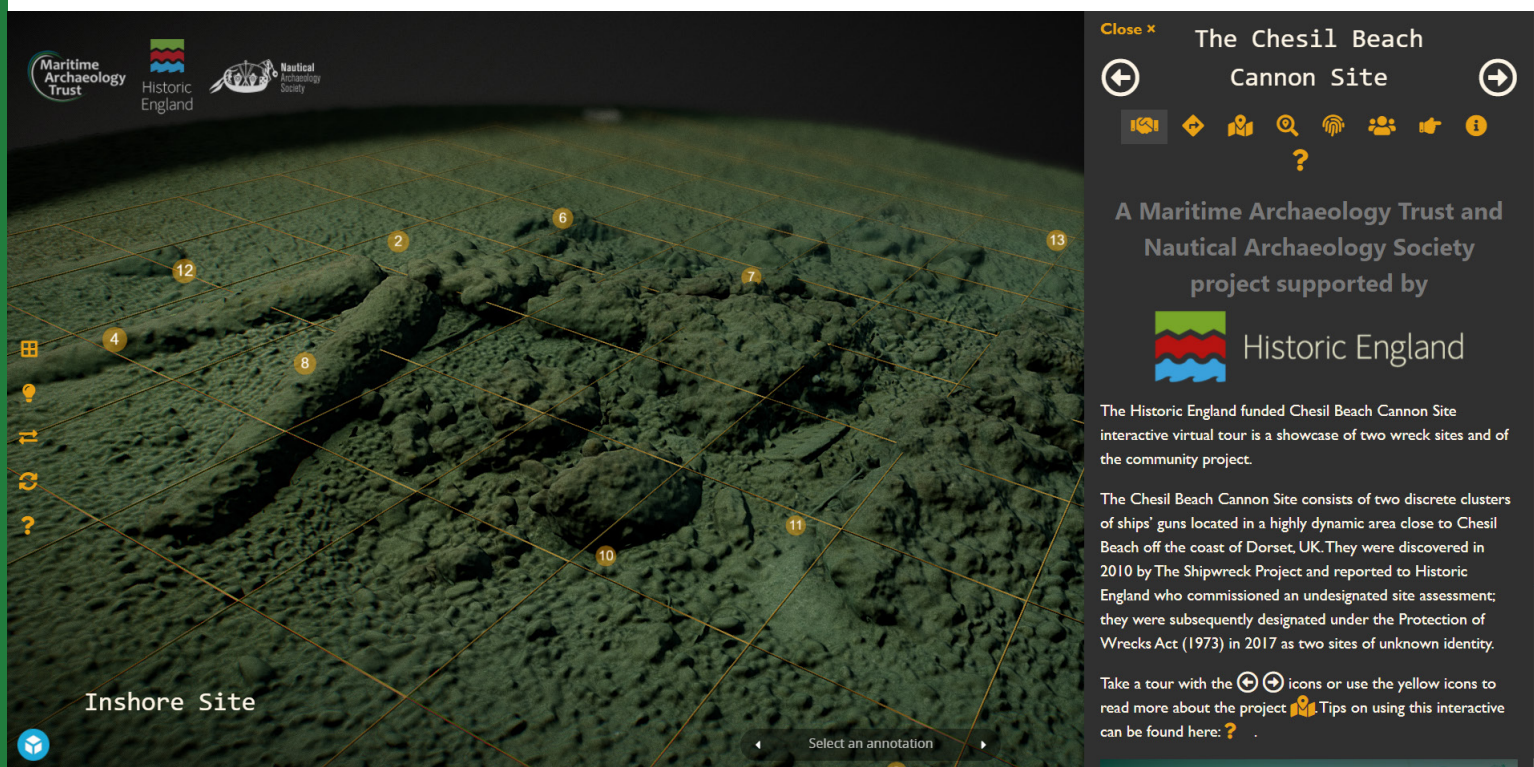 Maritime
Archaeology
Trust
Historic
England
Nautical
Archaeology
Society
6
2
13
12
7
4
8
11
10
Inshore Site
Select an annotation
Close ×
The Chesil Beach
Cannon Site
?
A Maritime Archaeology Trust and
Nautical Archaeology Society
project supported by
Historic England
The Historic England funded Chesil Beach Cannon Site
interactive virtual tour is a showcase of two wreck sites and of
the community project.
The Chesil Beach Cannon Site consists of two discrete clusters
of ships' guns located in a highly dynamic area close to Chesil
Beach off the coast of Dorset, UK. They were discovered in
2010 by The Shipwreck Project and reported to Historic
England who commissioned an undesignated site assessment;
they were subsequently designated under the Protection of
Wrecks Act (1973) in 2017 as two sites of unknown identity.
Take a tour with the icons or use the yellow icons to
read more about the project . Tips on using this interactive
can be found here: ? .